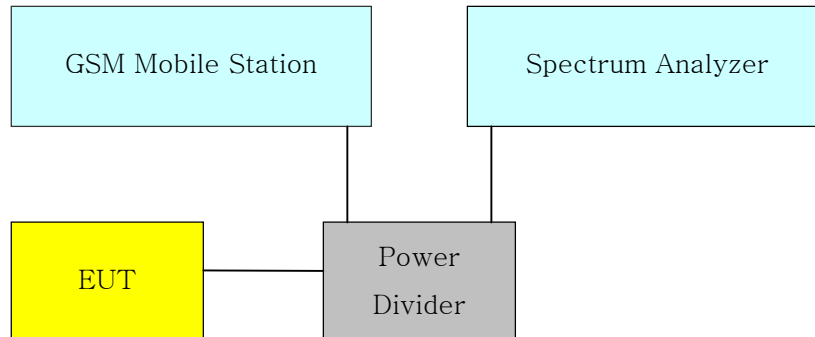 GSM Mobile Station
Spectrum Analyzer
EUT
Power
Divider